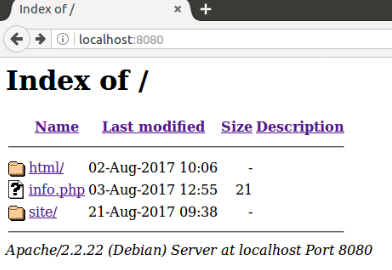 Index of /
localhost:8080
Index of /
Name Last modified Size Description
html/ 02-Aug-2017 10:06 -
info.php 03-Aug-2017 12:55 21
site/ 21-Aug-2017 09:38 -
Apache/2.2.22 (Debian) Server at localhost Port 8080